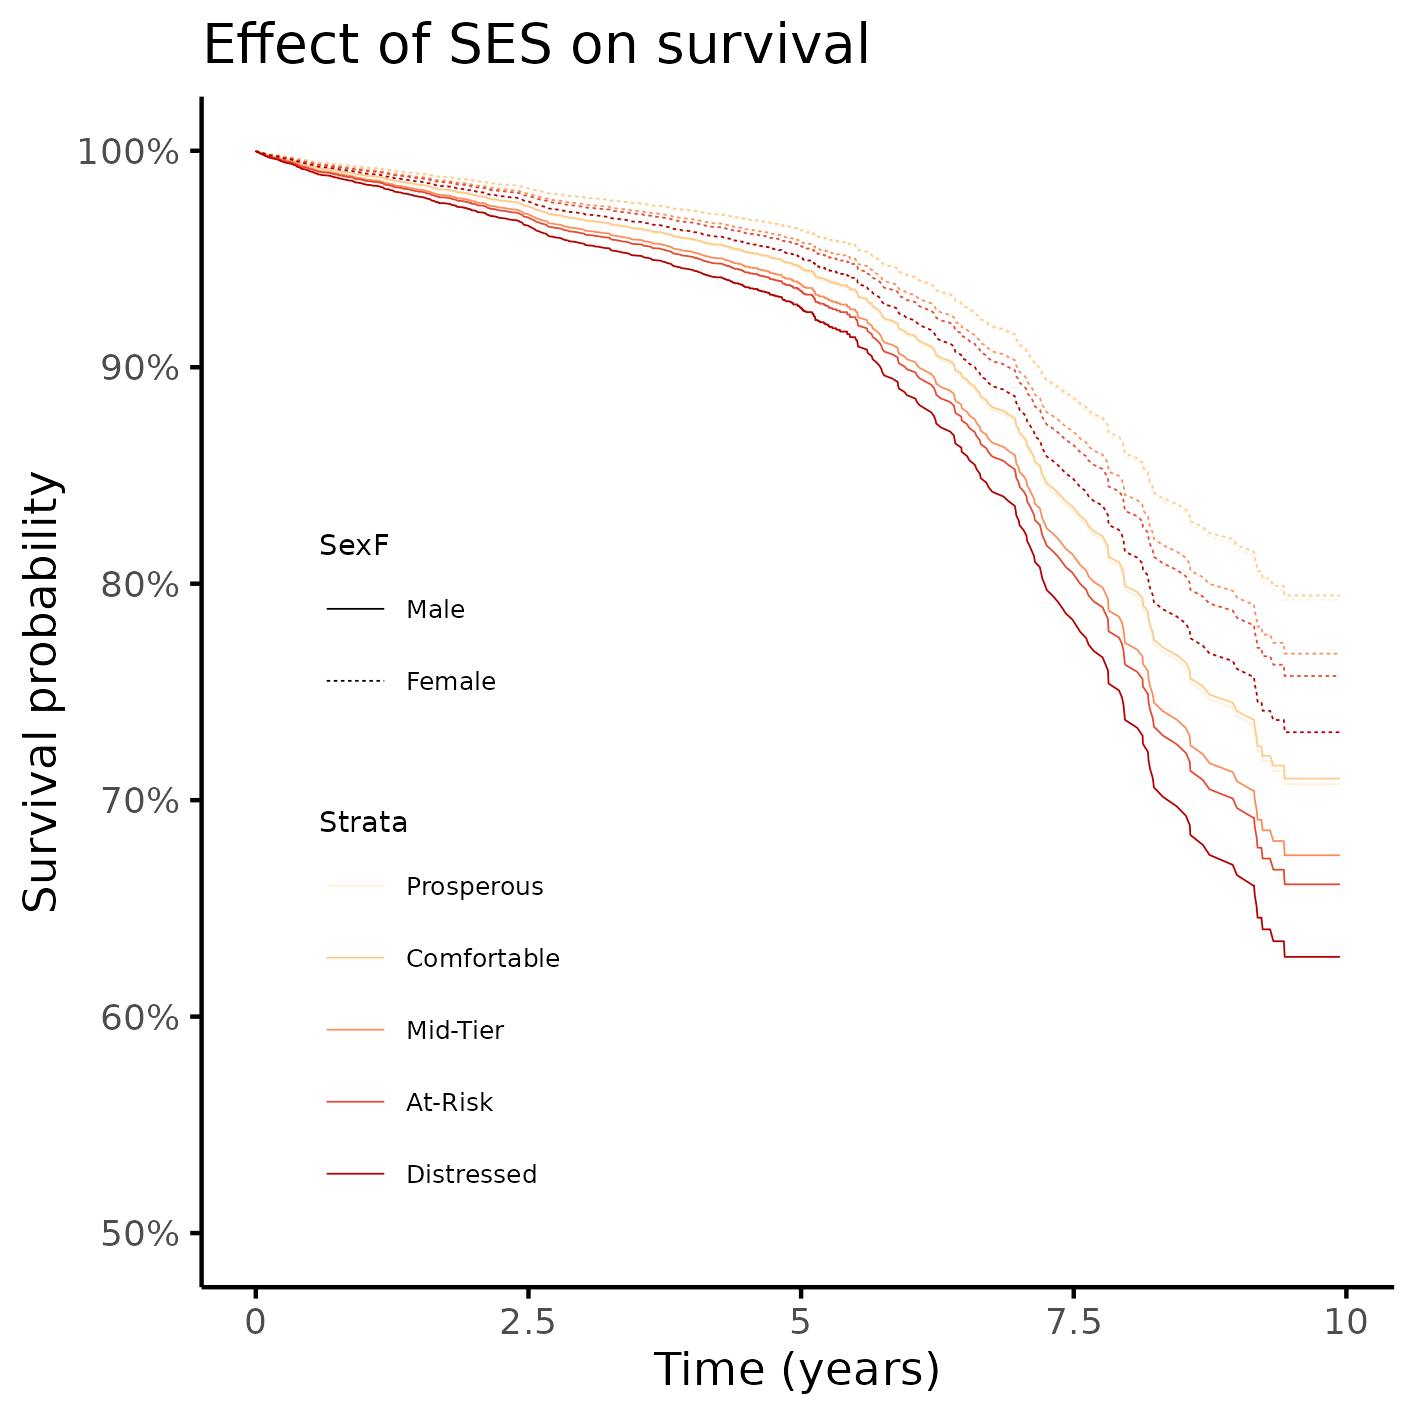 Effect of SES on survival
100%
90%
80%
70%
60%
50%
Survival probability
SexF
Male
Female
Strata
Prosperous
Comfortable
Mid-Tier
At-Risk
Distressed
0 2.5 5 7.5 10
Time (years)